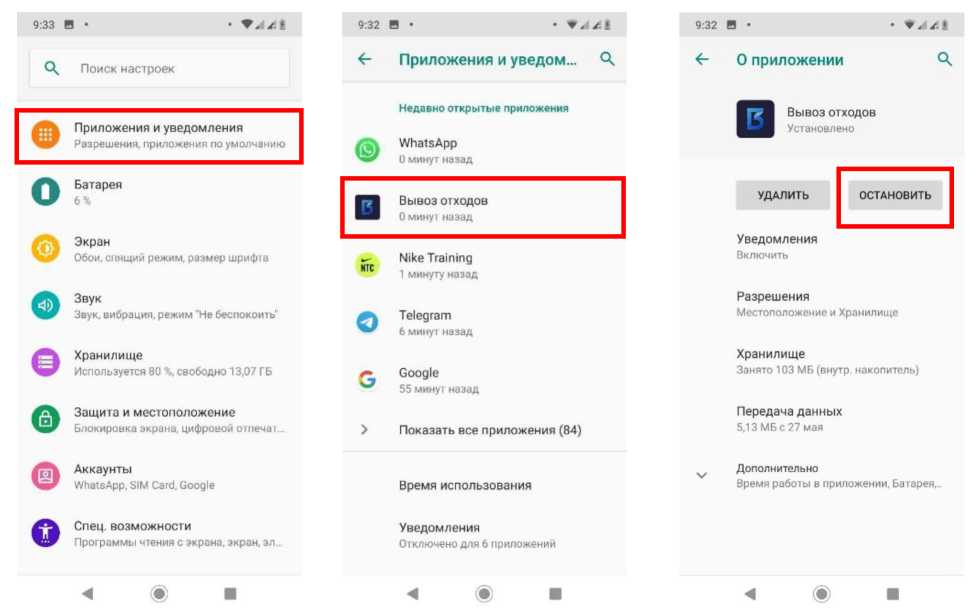 9:33
Поиск настроек
Приложения и уведомления
Разрешения, приложения по умолчанию
Батарея
6 %
Экран
Обои, спящий режим, размер шрифта
Звук
Звук, вибрация, режим "Не беспокоить"
Хранилище
Используется 80 %, свободно 13,07 ГБ
Защита и местоположение
Блокировка экрана, цифровой отпечат...
Аккаунты
WhatsApp, SIM Card, Google
Спец. возможности
Программы чтения с экрана, экран, эл...
9:32
Приложения и уведом...
Недавно открытые приложения
WhatsApp
0 минут назад
Вывоз отходов
0 минут назад
NTC
Nike Training
1 минуту назад
Telegram
6 минут назад
Google
55 минут назад
Показать все приложения (84)
Время использования
Уведомления
Отключено для 6 приложений
9:32
О приложении
Вывоз отходов
Установлено
УДАЛИТЬ
ОСТАНОВИТЬ
Уведомления
Включить
Разрешения
Местоположение и Хранилище
Хранилище
Занято 103 МБ (внутр. накопитель)
Передача данных
5,13 МБ с 27 мая
Дополнительно
Время работы в приложении, Батарея,...